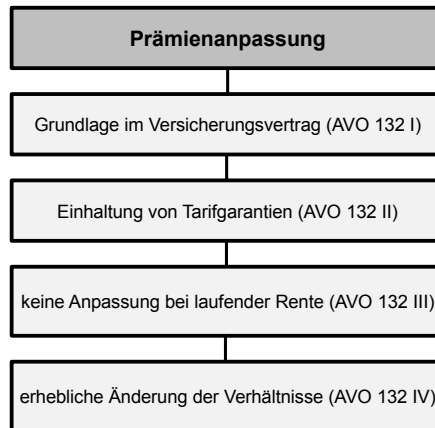 Prämienanpassung
Grundlage im Versicherungsvertrag (AVO 132 I)
Einhaltung von Tarifgarantien (AVO 132 II)
keine Anpassung bei laufender Rente (AVO 132 III)
erhebliche Änderung der Verhältnisse (AVO 132 IV)